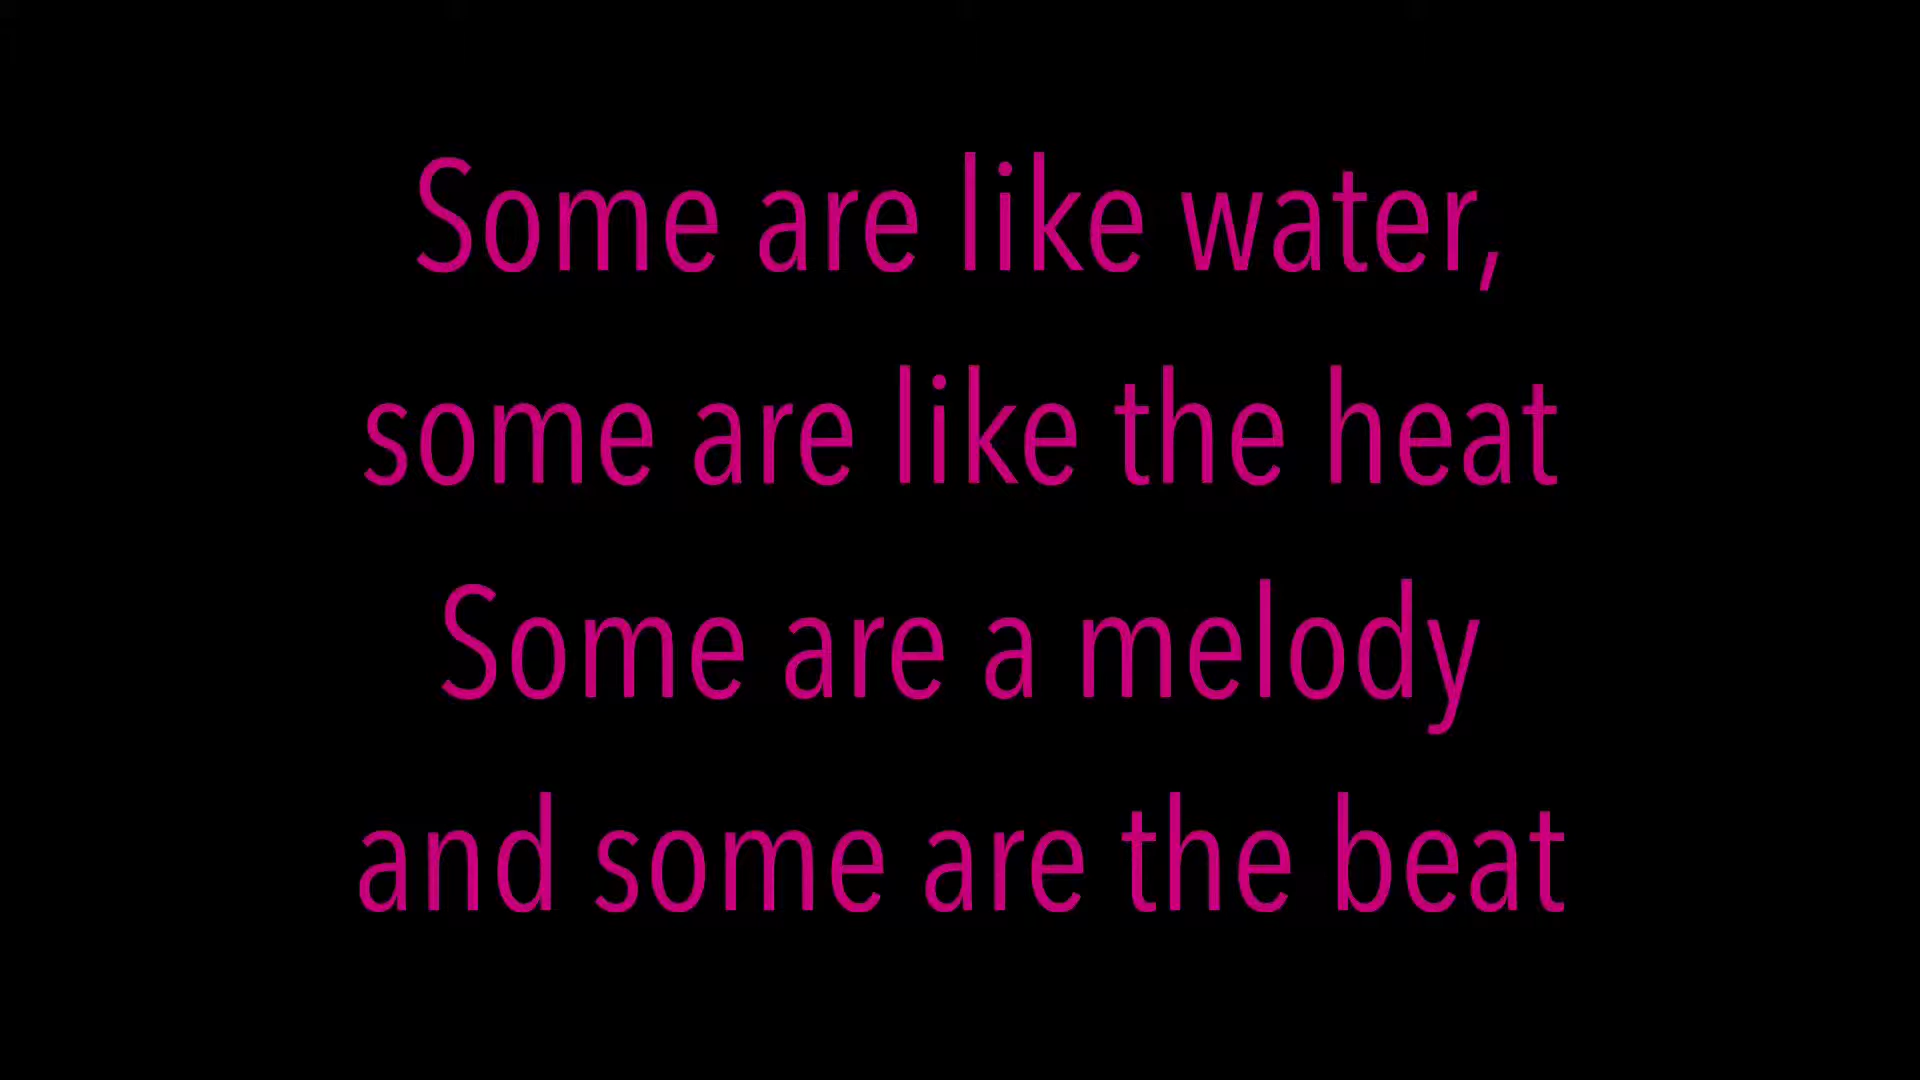 Some are like water,
some are like the heat
Some are a melody
and some are the beat